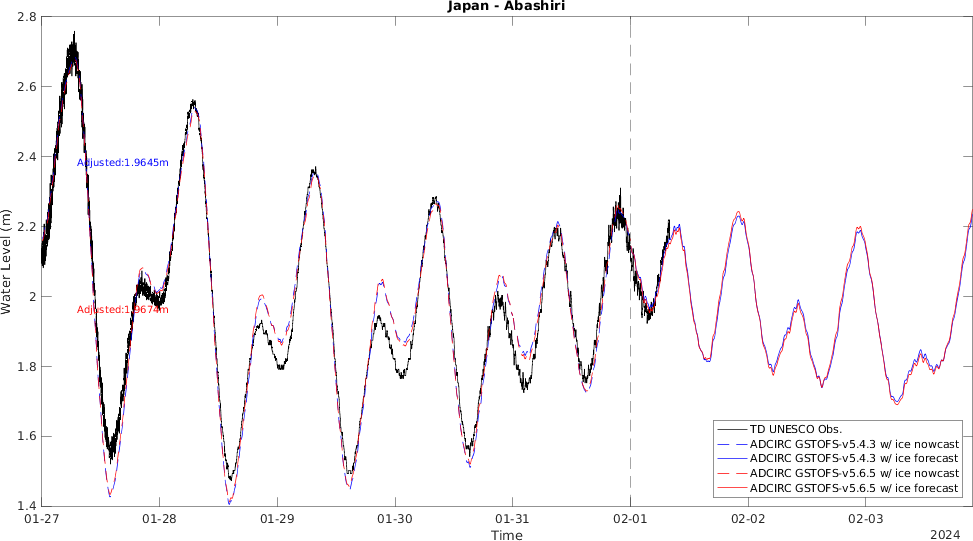 Japan - Abashiri
2.8
2.6
2.4
2.2
2
1.8
1.6
1.4
Water Level (m)
Adjusted:1.9645m
Adjusted:1.9674m
TD UNESCO Obs.
ADCIRC GSTOFS-v5.4.3 w/ ice nowcast
ADCIRC GSTOFS-v5.4.3 w/ ice forecast
ADCIRC GSTOFS-v5.6.5 w/ ice nowcast
ADCIRC GSTOFS-v5.6.5 w/ ice forecast
01-27 01-28 01-29 01-30 01-31 02-01 02-02 02-03
Time
2024